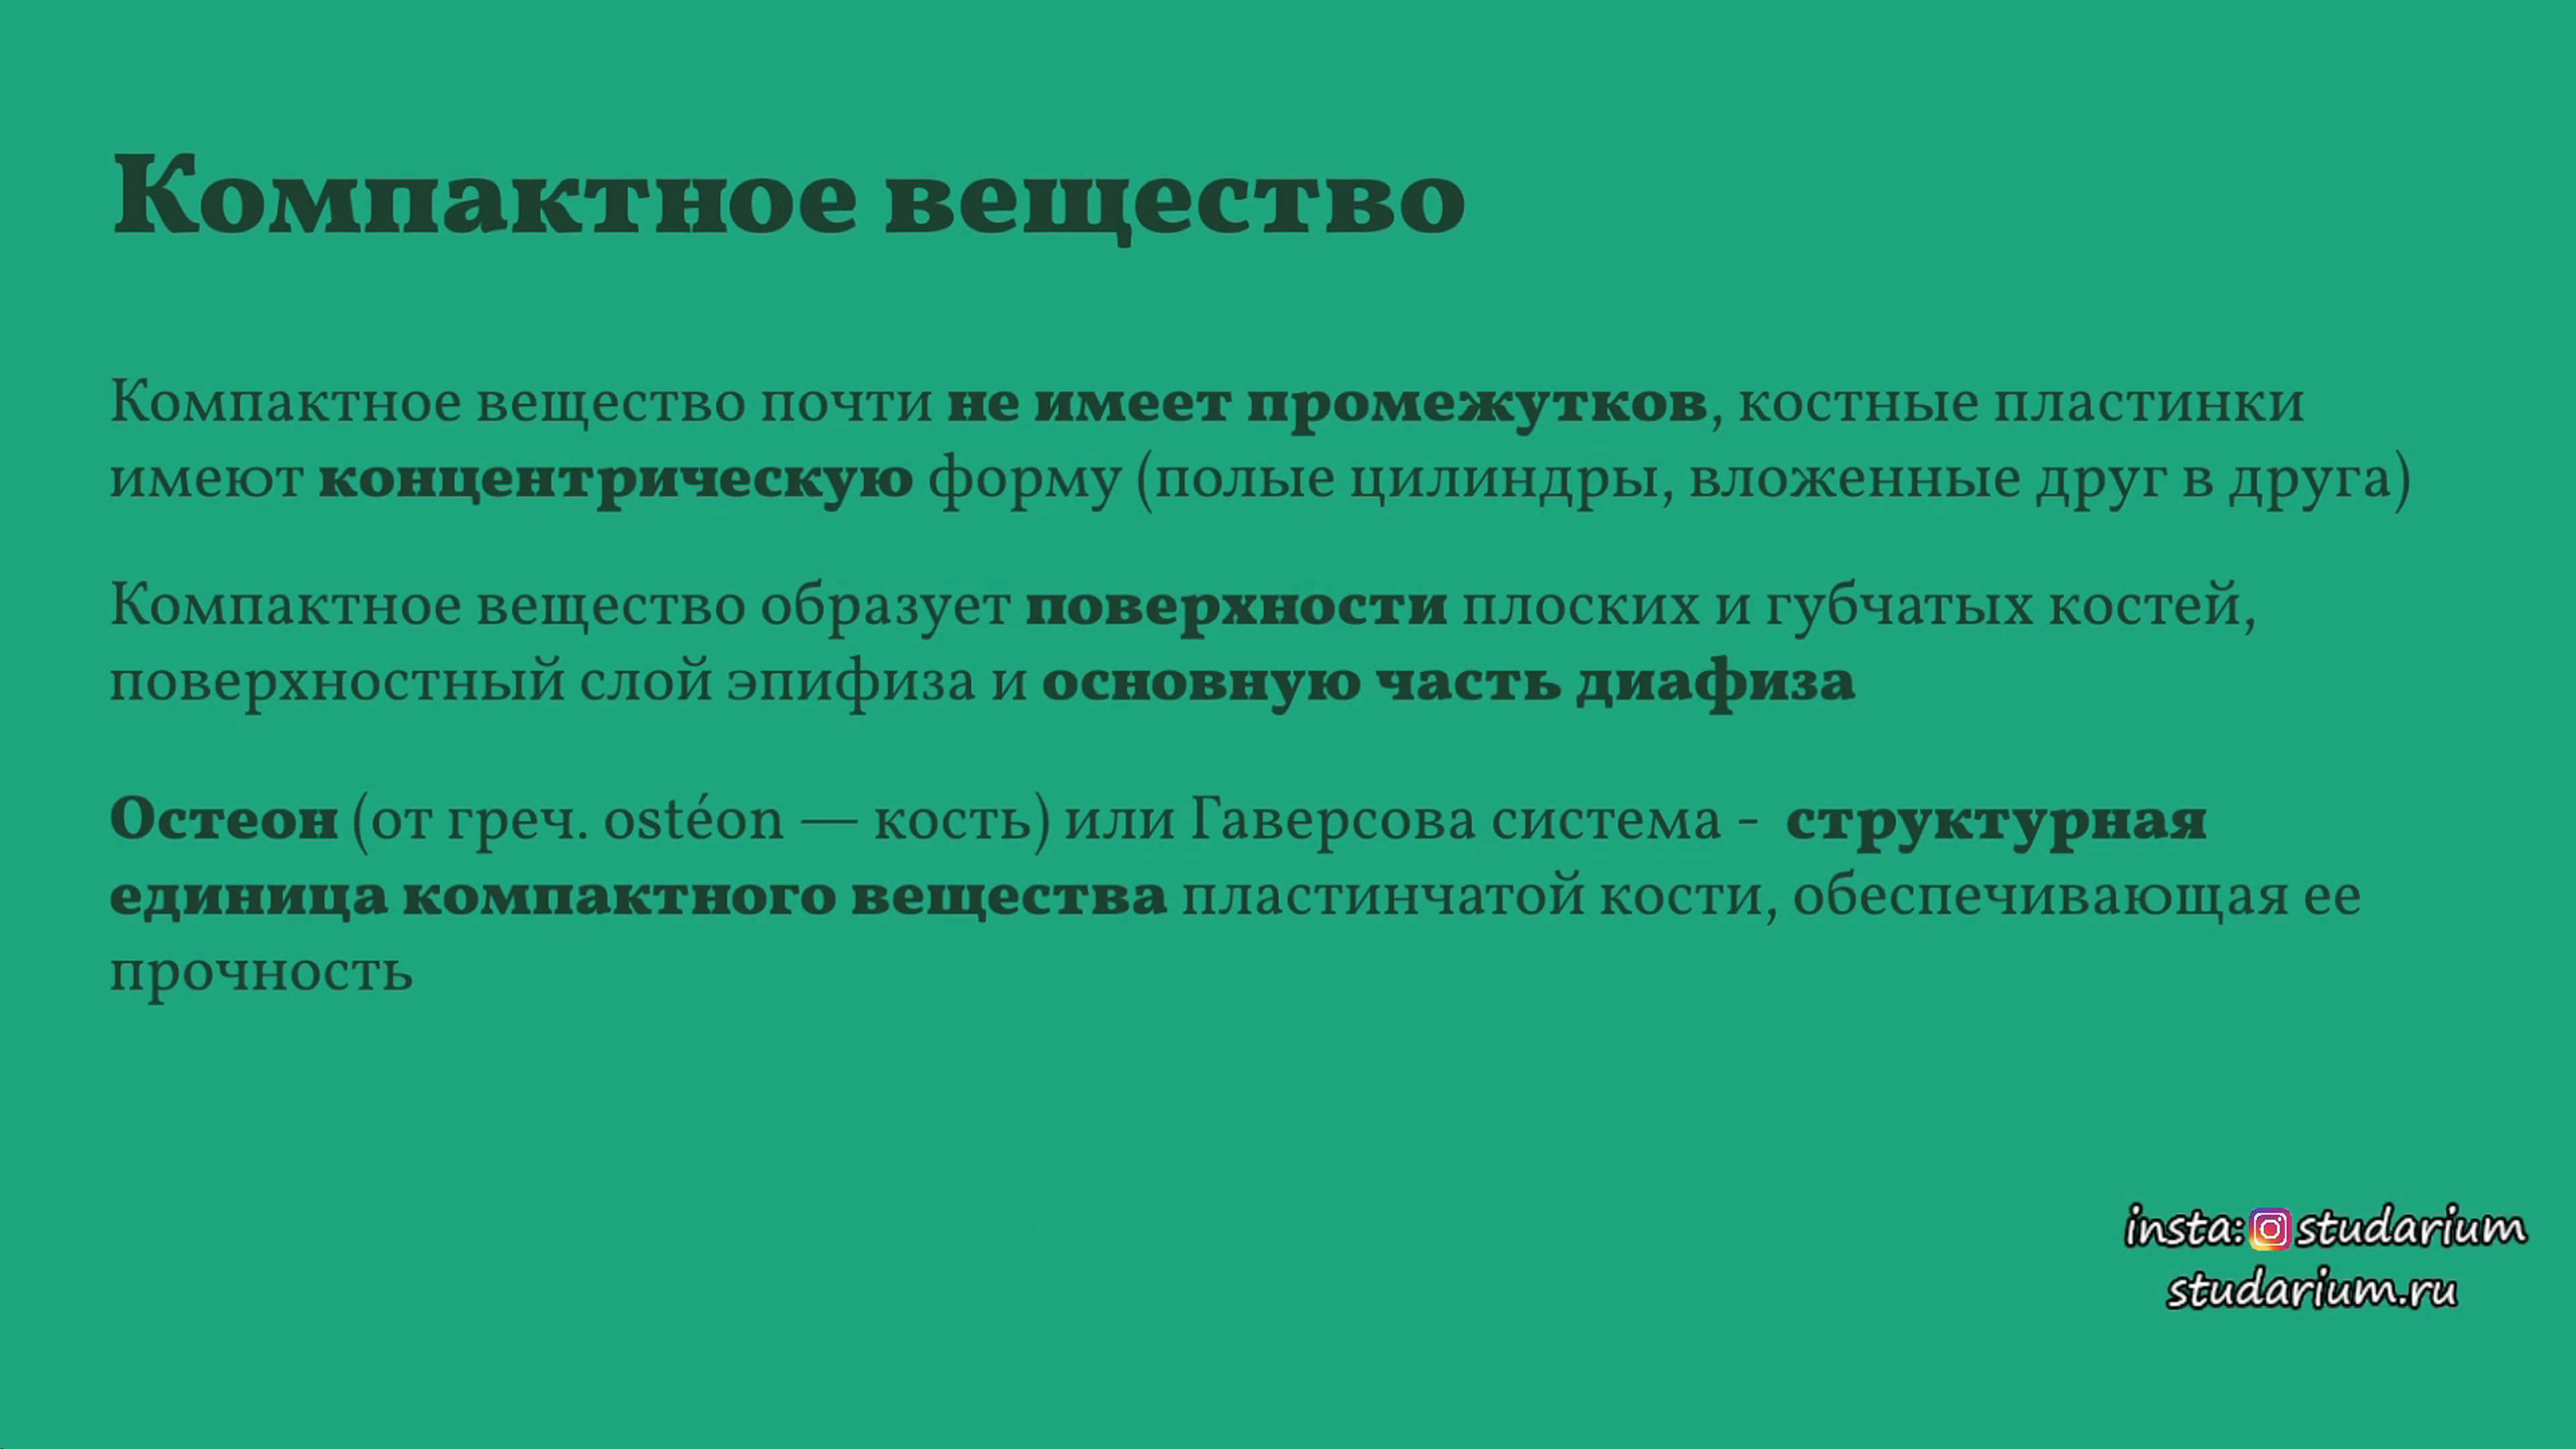 Компактное вещество
Компактное вещество почти не имеет промежутков, костные пластинки
имеют концентрическую форму (полые цилиндры, вложенные друг в друга)
Компактное вещество образует поверхности плоских и губчатых костей,
поверхностный слой эпифиза и основную часть диафиза
Остеон (от греч. ostéon — кость) или Гаверсова система - структурная
единица компактного вещества пластинчатой кости, обеспечивающая ее
прочность
insta: studarium
studarium.ru